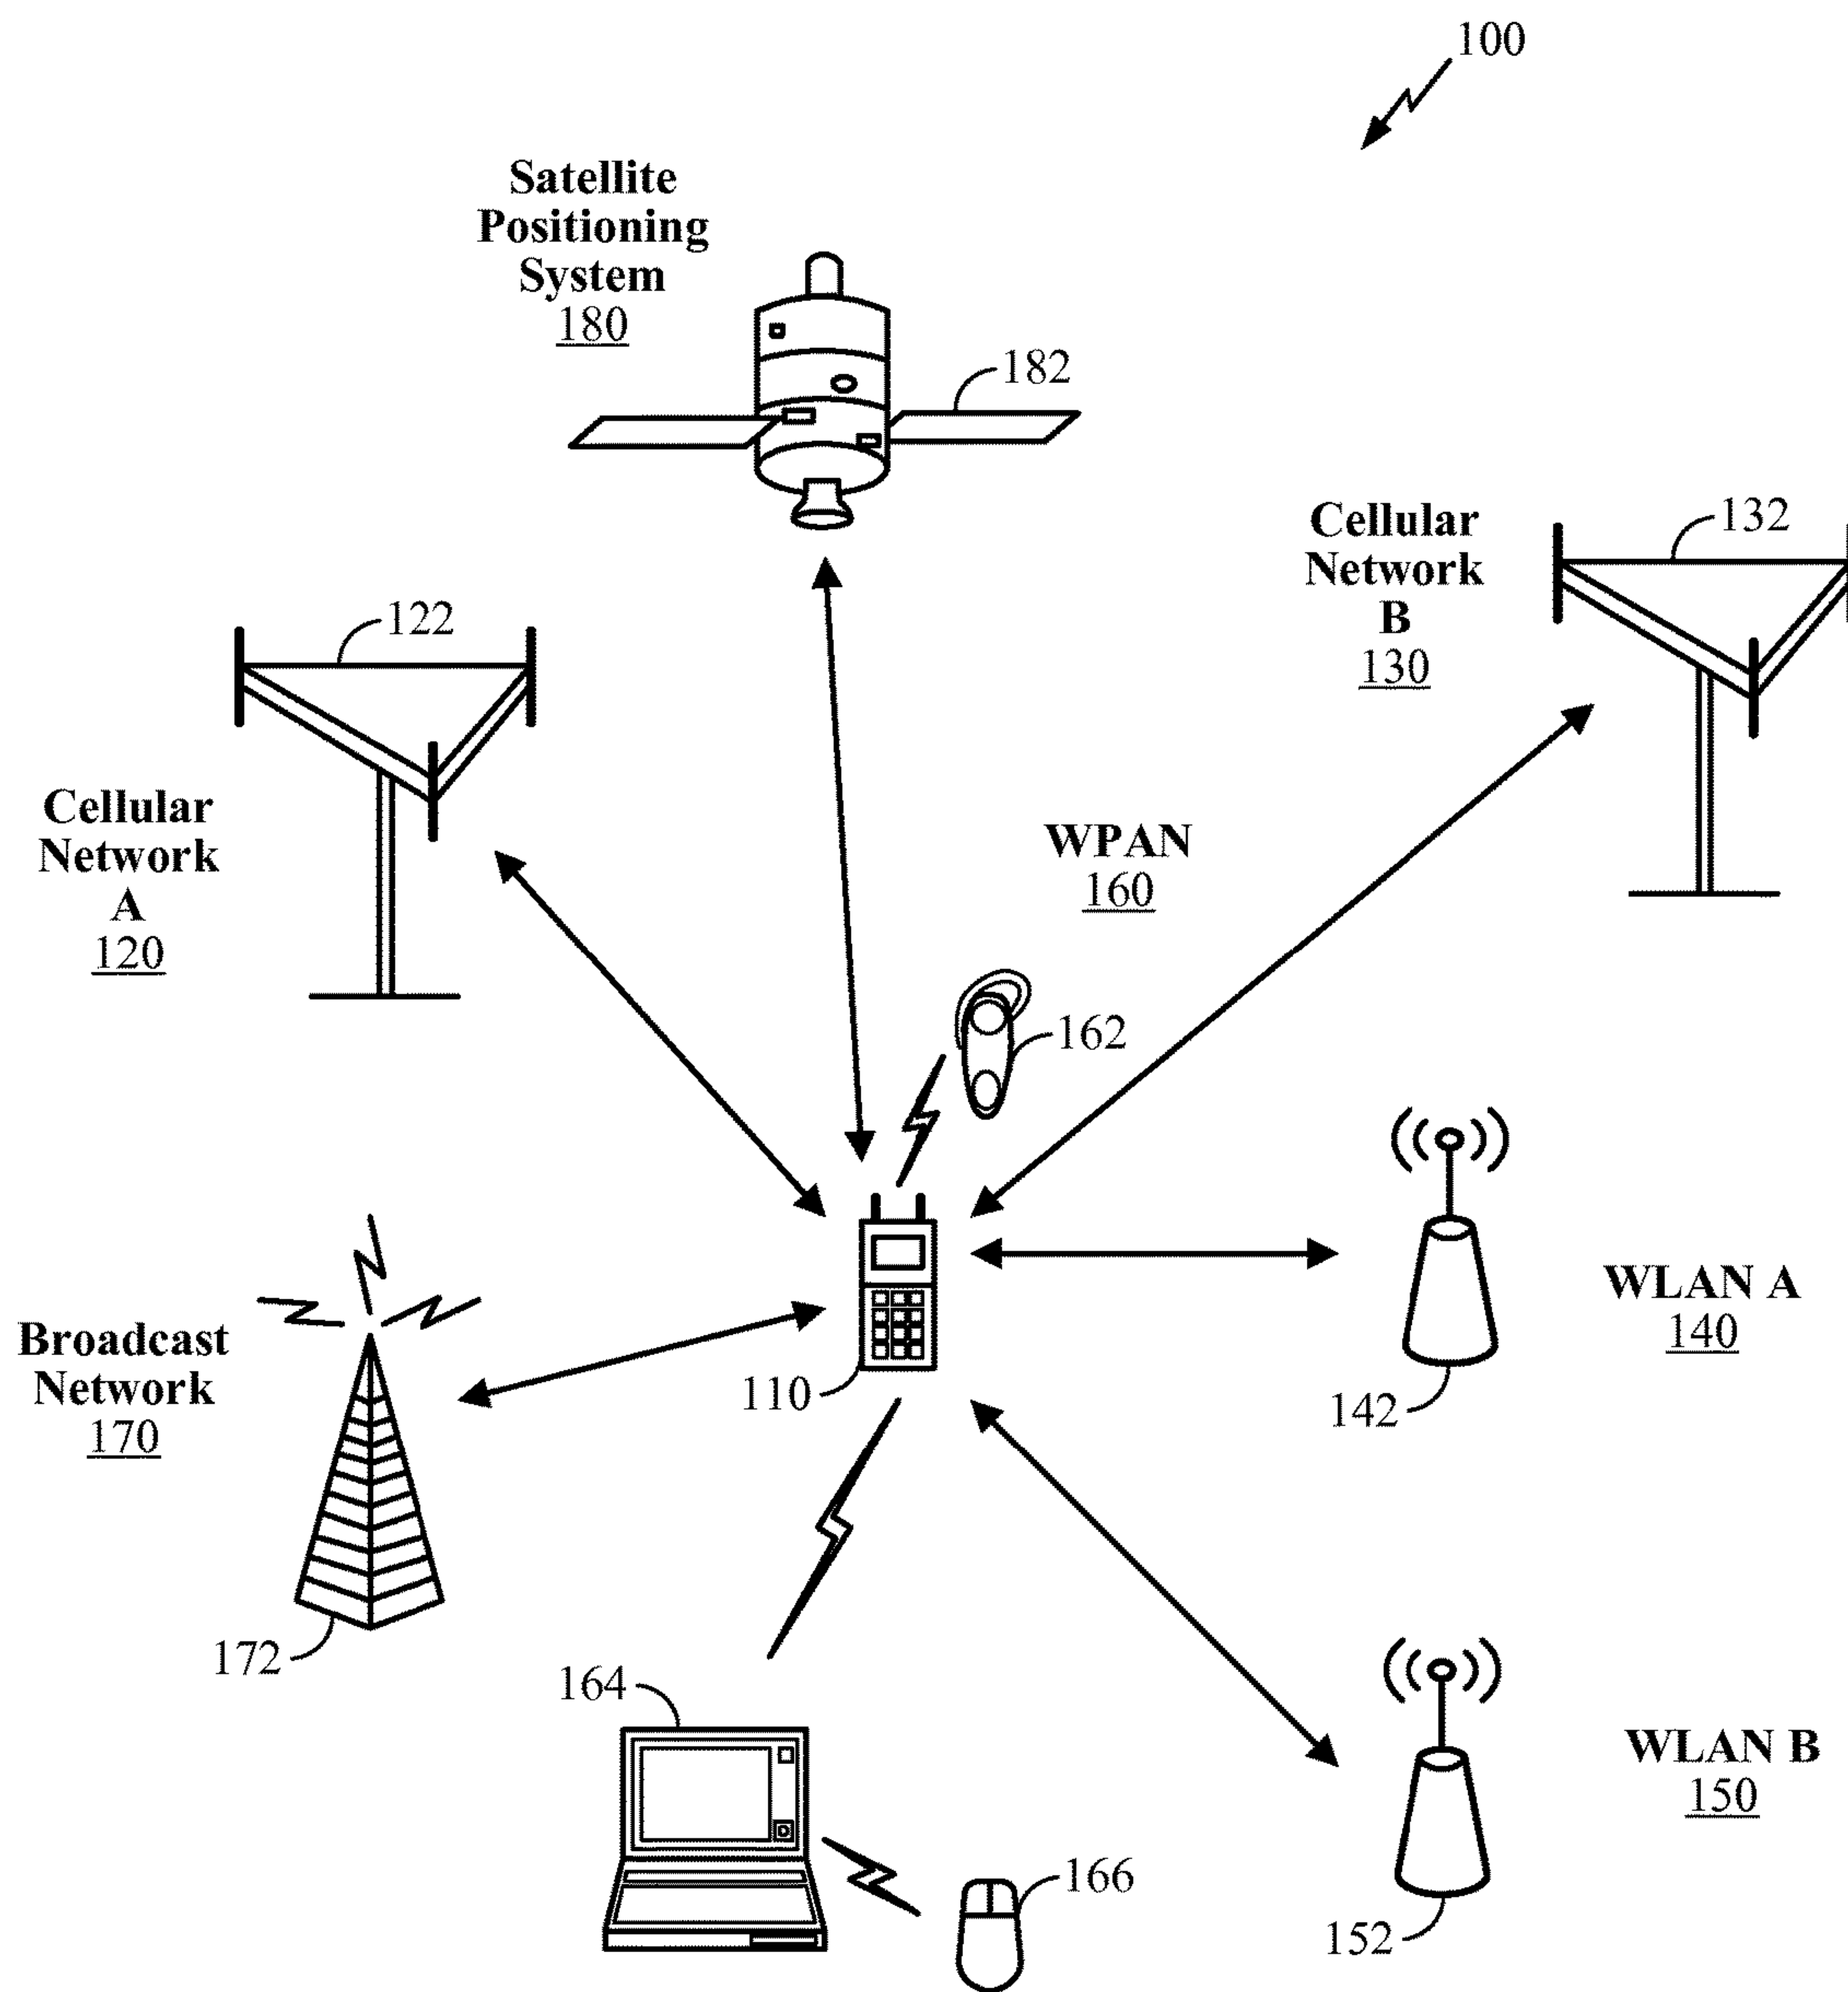 100
Satellite
Positioning
System
180
182
Cellular
Network
B
130
132
122
Cellular
Network
A
120
WPAN
160
162
Broadcast
Network
170
110
WLAN A
140
142
172
164
166
WLAN B
150
152